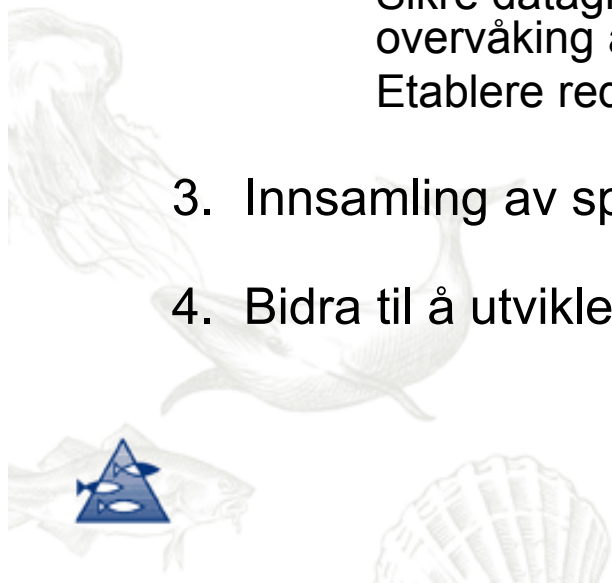 overvåking
Etablere
3. Innsamling av
4. Bidra til å utvikle